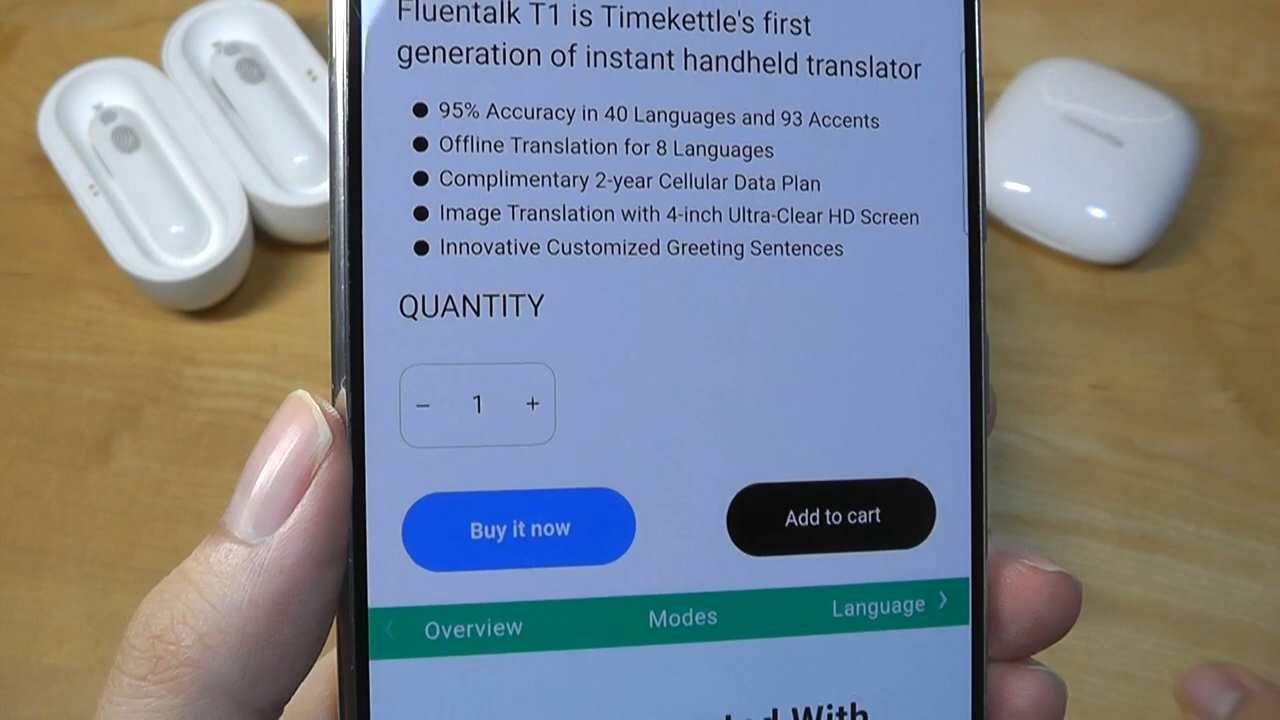 Fluentalk T1 is Timekettle's first
generation of instant handheld translator
● 95% Accuracy in 40 Languages and 93 Accents
● Offline Translation for 8 Languages
● Complimentary 2-year Cellular Data Plan
● Image Translation with 4-inch Ultra-Clear HD Screen
● Innovative Customized Greeting Sentences
QUANTITY
− 1 +
Buy it now
Add to cart
Overview Modes Language
With